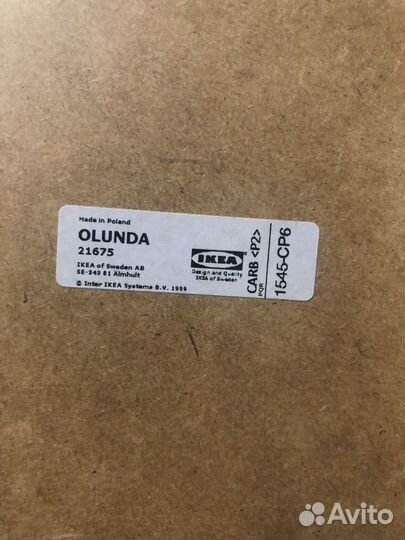 Made in Poland
OLUNDA
21675
IKEA of Sweden AB
SE-343 81 Älmhult
© Inter IKEA Systems B.V. 1999
IKEA
Design and Quality
IKEA of Sweden
CARB <P2>
PQR
1545-CP6
Avito